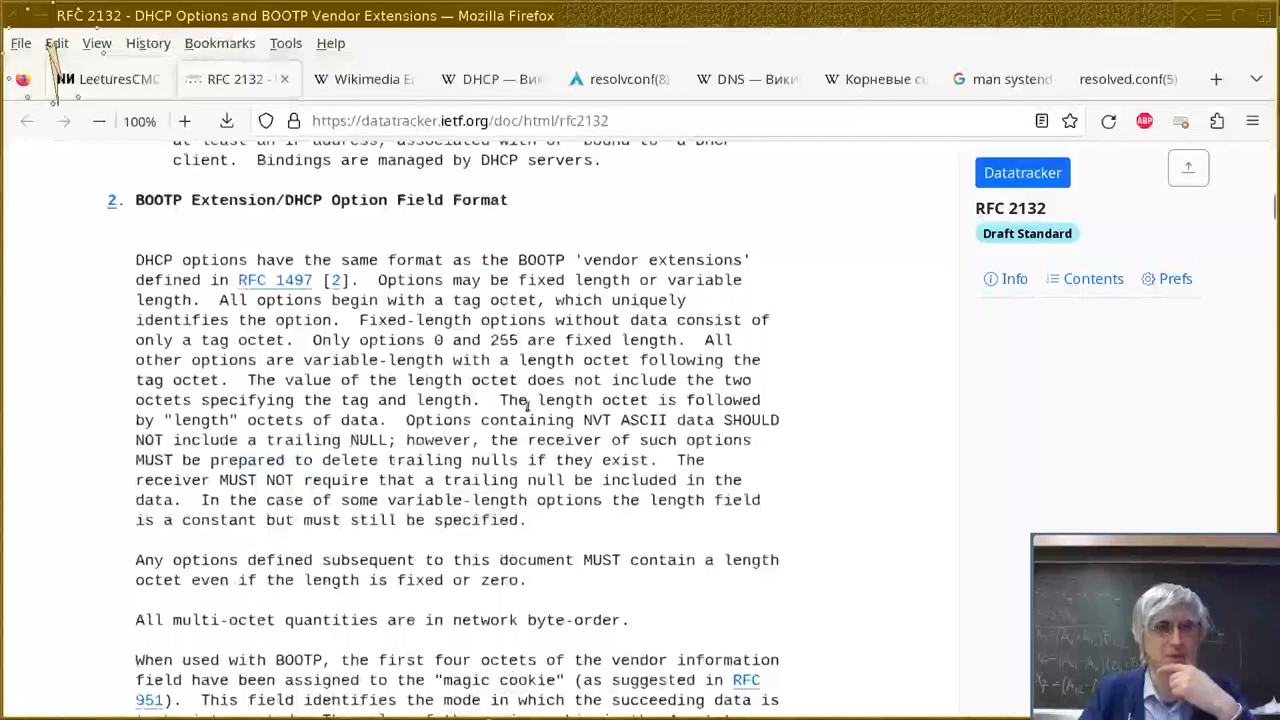 RFC 2132 - DHCP Options and BOOTP Vendor Extensions — Mozilla Firefox
File Edit View History Bookmarks Tools Help
LecturesCMC RFC 2132 - Wikimedia DHCP — Вик resolvconf(8) DNS — Вики Корневые man systend resolved.conf(5)
100% https://datatracker.ietf.org/doc/html/rfc2132 ABP
client. Bindings are managed by DHCP servers.
2. BOOTP Extension/DHCP Option Field Format
DHCP options have the same format as the BOOTP 'vendor extensions'
defined in RFC 1497 [2]. Options may be fixed length or variable
length. All options begin with a tag octet, which uniquely
identifies the option. Fixed-length options without data consist of
only a tag octet. Only options 0 and 255 are fixed length. All
other options are variable-length with a length octet following the
tag octet. The value of the length octet does not include the two
octets specifying the tag and length. The length octet is followed
by "length" octets of data. Options containing NVT ASCII data SHOULD
NOT include a trailing NULL; however, the receiver of such options
MUST be prepared to delete trailing nulls if they exist. The
receiver MUST NOT require that a trailing null be included in the
data. In the case of some variable-length options the length field
is a constant but must still be specified.
Any options defined subsequent to this document MUST contain a length
octet even if the length is fixed or zero.
All multi-octet quantities are in network byte-order.
When used with BOOTP, the first four octets of the vendor information
field have been assigned to the "magic cookie" (as suggested in RFC
951). This field identifies the mode in which the succeeding data is
Datatracker
RFC 2132
Draft Standard
Info Contents Prefs